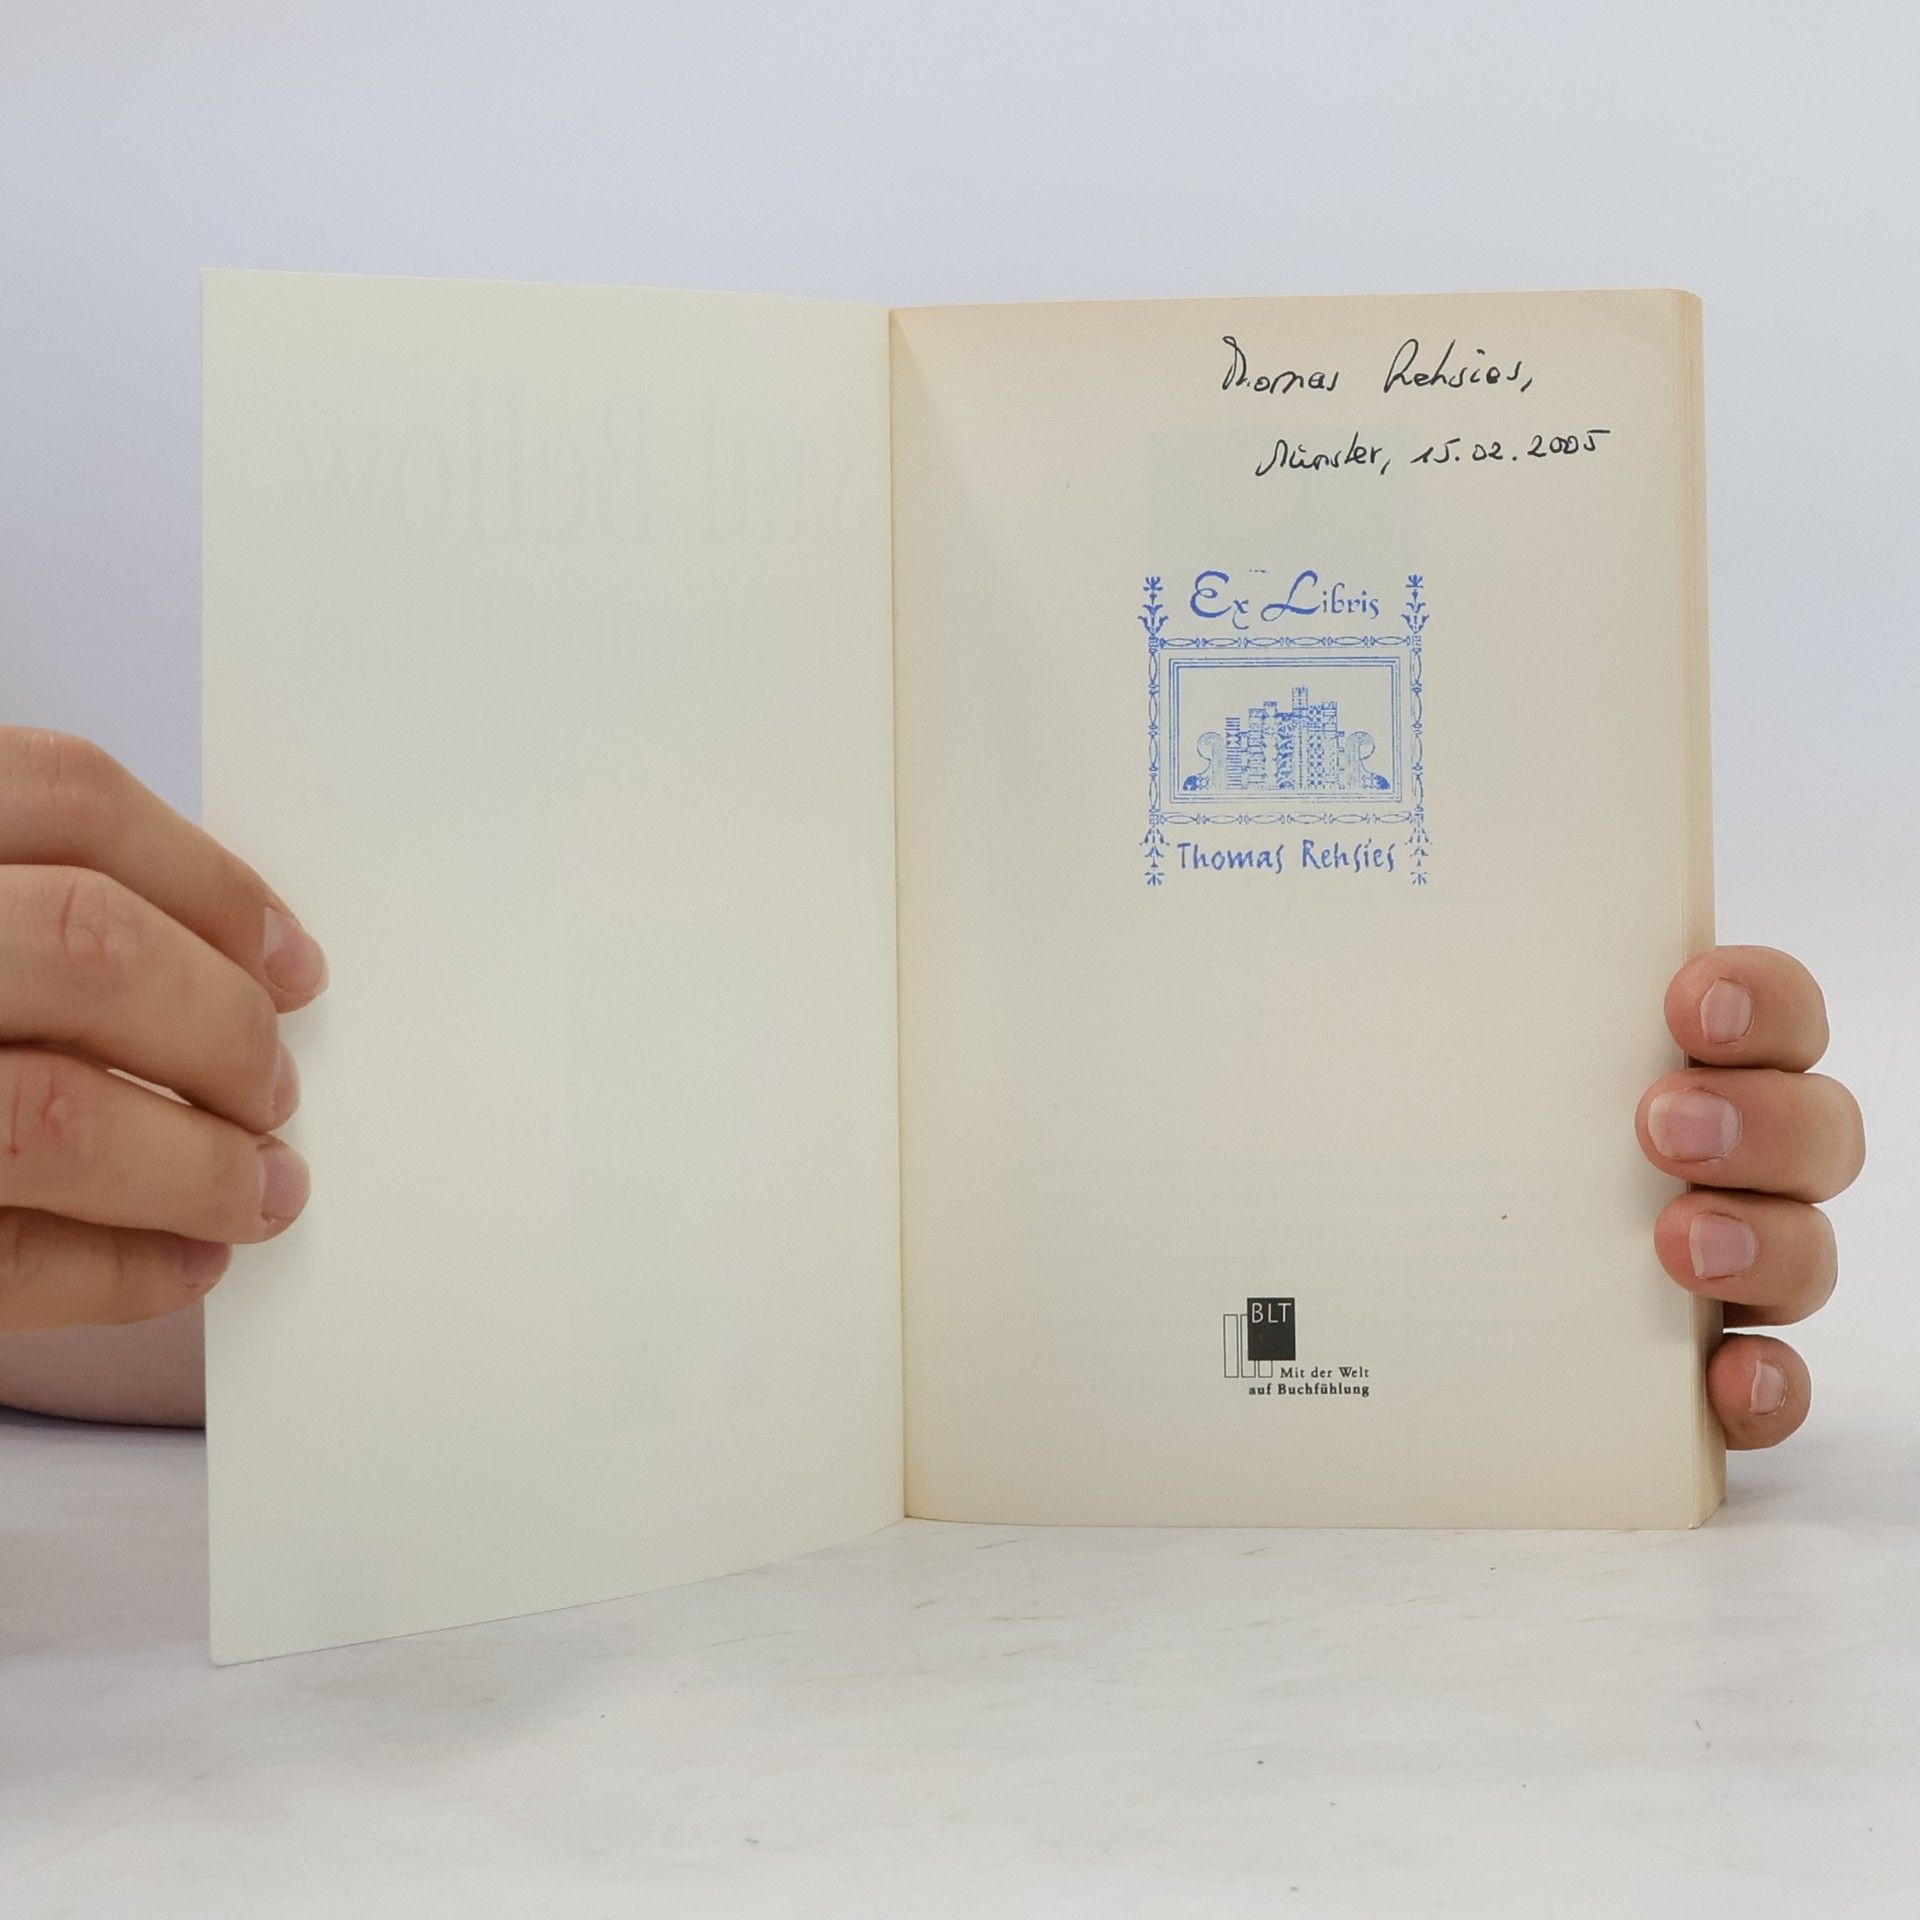 Thomas Rehsies,
Münster, 15.02.2005
Ex Libris
Thomas Rehsies
BLT
Mit der Welt
auf Buchfühlung